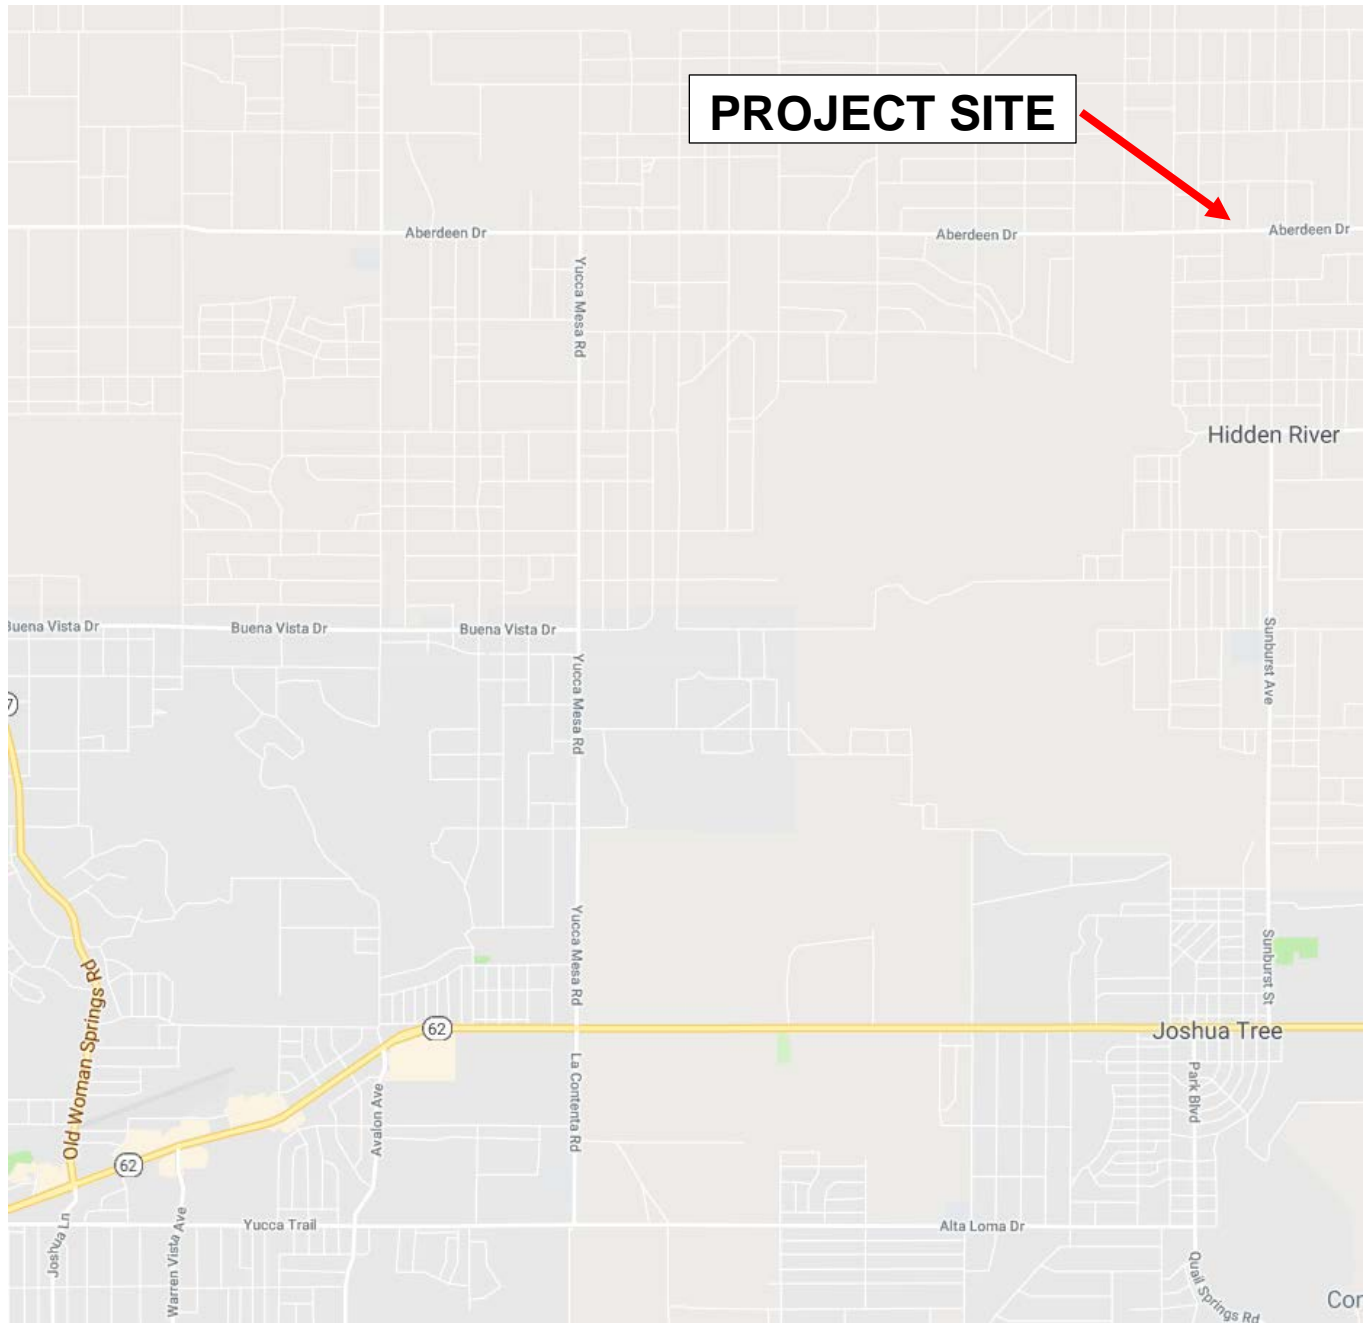 PROJECT SITE
Aberdeen Dr
Aberdeen Dr
Aberdeen Dr
Yucca Mesa Rd
Hidden River
Buena Vista Dr
Buena Vista Dr
Buena Vista Dr
Sunburst Ave
Yucca Mesa Rd
7
Yucca Mesa Rd
Sunburst St
Old Woman Springs Rd
62
Joshua Tree
La Contenta Rd
Park Blvd
Avalon Ave
62
Yucca Trail
Alta Loma Dr
Joshua Ln
Warren Vista Ave
Quail Springs Rd
Cor